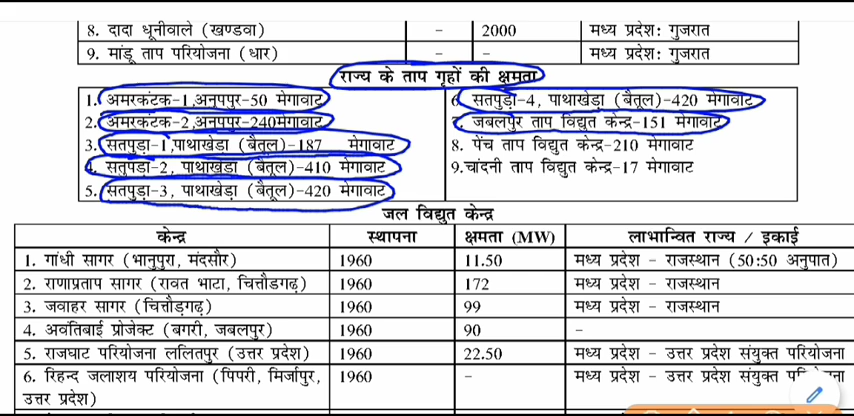 8. दादा धूनीवाले (खण्डवा) – 2000 मध्य प्रदेश: गुजरात
9. मांडू ताप परियोजना (धार) – – मध्य प्रदेश: गुजरात
राज्य के ताप गृहों की क्षमता
1. अमरकंटक-1,अनुपपुर-50 मेगावाट
2. अमरकंटक-2,अनुपपुर-240मेगावाट
3. सतपुड़ा-1,पाथाखेड़ा (बैतूल)-187 मेगावाट
4. सतुपड़ा-2, पाथाखेड़ा (बैतूल)-410 मेगावाट
5. सतपुड़ा-3, पाथाखेड़ा (बैतूल)-420 मेगावाट
6. सतपुड़ा-4, पाथाखेड़ा (बैतूल)-420 मेगावाट
7. जबलपुर ताप विद्युत केन्द्र-151 मेगावाट
8. पेंच ताप विद्युत केन्द्र-210 मेगावाट
9.चांदनी ताप विद्युत केन्द्र-17 मेगावाट
जल विद्युत केन्द्र
केन्द्र स्थापना क्षमता (MW) लाभान्वित राज्य / इकाई
1. गांधी सागर (भानुपुरा, मंदसौर) 1960 11.50 मध्य प्रदेश – राजस्थान (50:50 अनुपात)
2. राणाप्रताप सागर (रावत भाटा, चित्तौडगढ़) 1960 172 मध्य प्रदेश – राजस्थान
3. जवाहर सागर (चित्तौड़गढ़) 1960 99 मध्य प्रदेश – राजस्थान
4. अवंतिबाई प्रोजेक्ट (बगरी, जबलपुर) 1960 90 –
5. राजघाट परियोजना ललितपुर (उत्तर प्रदेश) 1960 22.50 मध्य प्रदेश – उत्तर प्रदेश संयुक्त परियोजना
6. रिहन्द जलाशय परियोजना (पिपरी, मिर्जापुर, 1960 – मध्य प्रदेश – उत्तर प्रदेश संयुक्त
उत्तर प्रदेश)